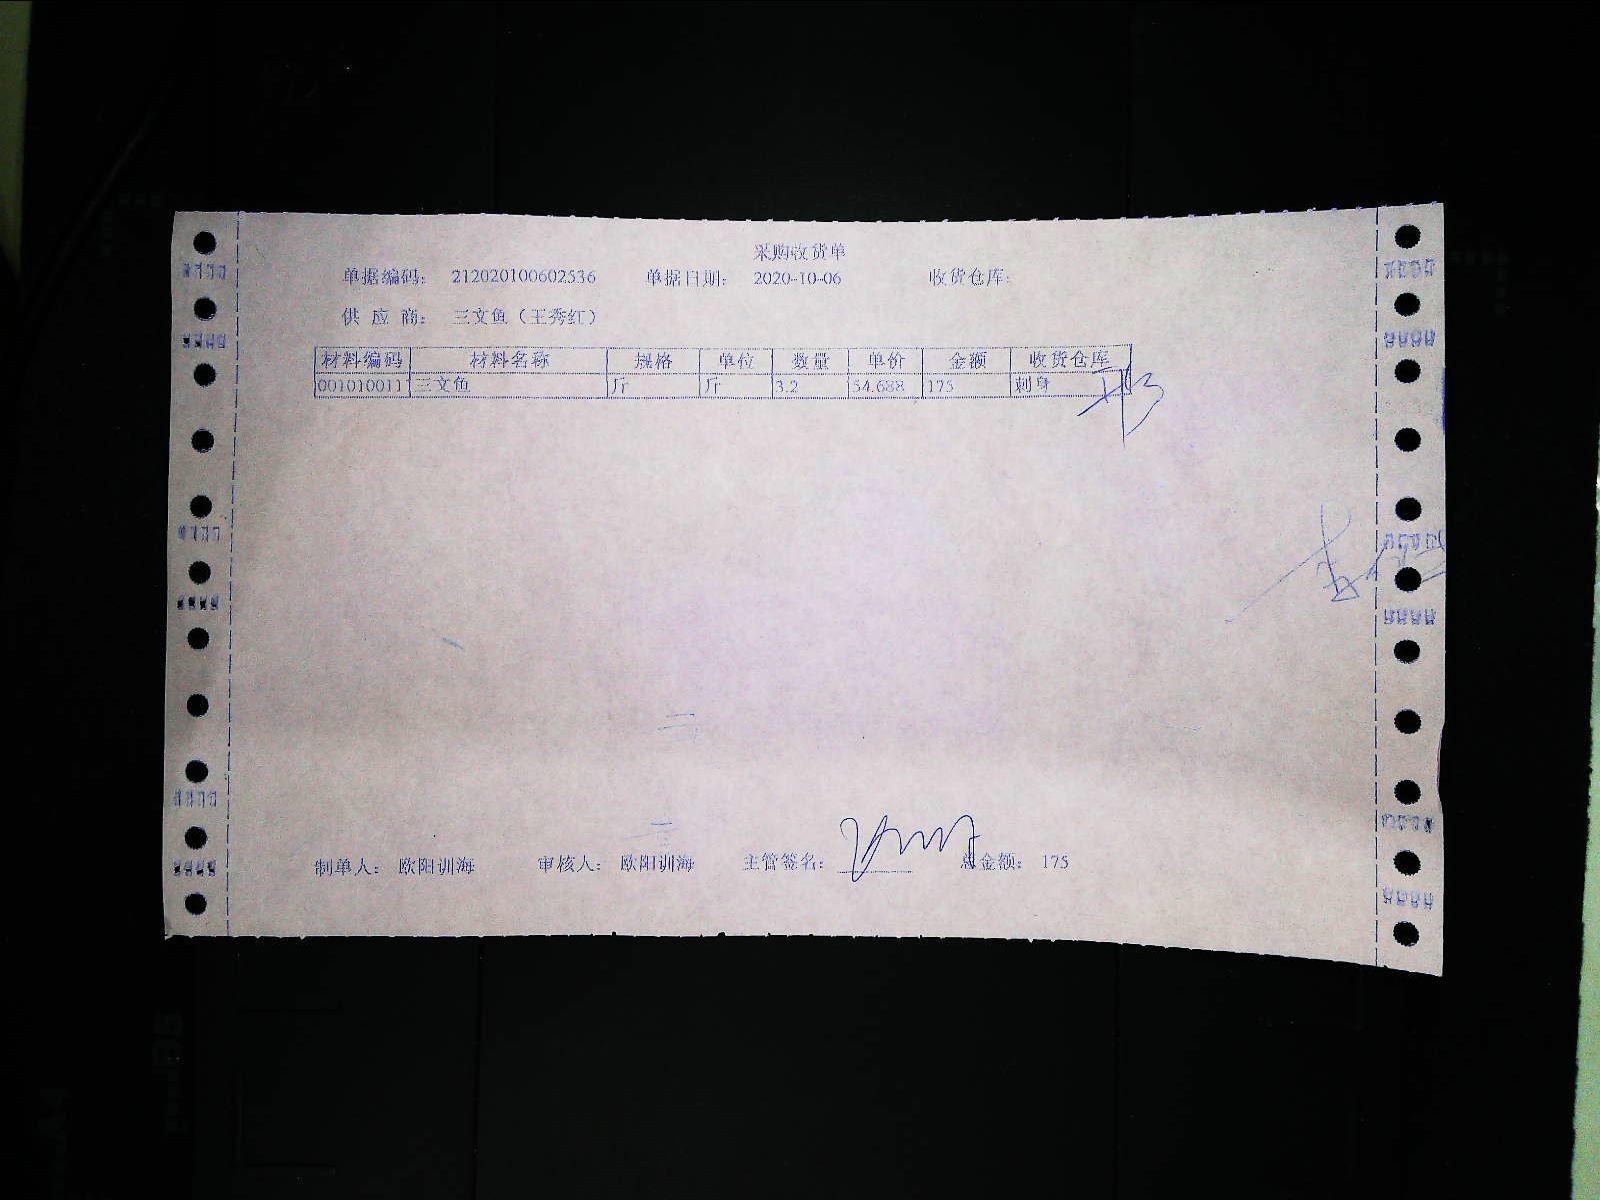 采购收货单
单据编码: 212020100602536 单据日期: 2020-10-06 收货仓库:
供 应 商: 三文鱼（王秀红）
材料编码 材料名称 规格 单位 数量 单价 金额 收货仓库
001010011 三文鱼 斤 斤 3.2 54.688 175 刺身
制单人: 欧阳训海 审核人: 欧阳训海 主管签名: 总金额: 175